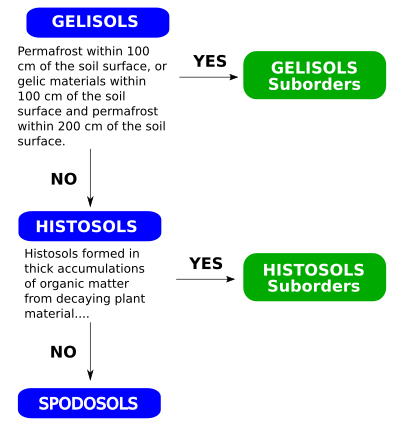 GELISOLS
Permafrost within 100
cm of the soil surface, or
gelic materials within
100 cm of the soil
surface and permafrost
within 200 cm of the soil
surface.
YES
GELISOLS
Suborders
NO
HISTOSOLS
Histosols formed in
thick accumulations
of organic matter
from decaying plant
material....
YES
HISTOSOLS
Suborders
NO
SPODOSOLS